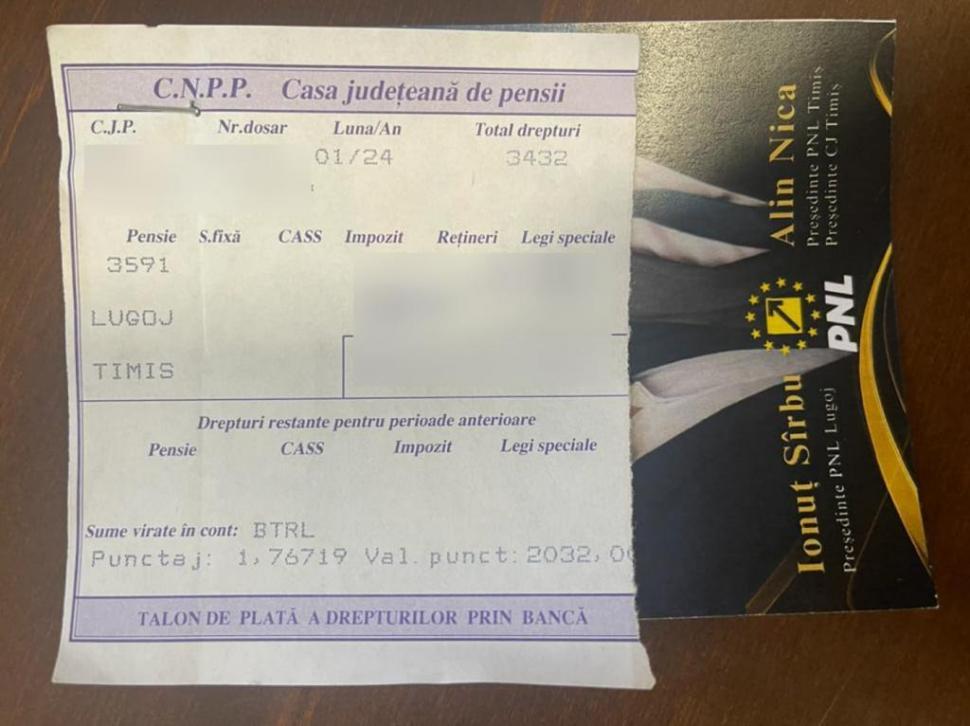 C.N.P.P. Casa județeană de pensii
C.J.P. Nr.dosar Luna/An Total drepturi
01/24 3432
Pensie S.fixă CASS Impozit Rețineri Legi speciale
3591
LUGOJ
TIMIS
Drepturi restante pentru perioade anterioare
Pensie CASS Impozit Legi speciale
Sume virate în cont: BTRL
Punctaj: 1,76719 Val. punct: 2032,0
TALON DE PLATĂ A DREPTURILOR PRIN BANCĂ
Alin Nica
Președinte PNL Timiș
Președinte CJ Timiș
PNL
Ionuț Sîrbu
Președinte PNL Lugoj